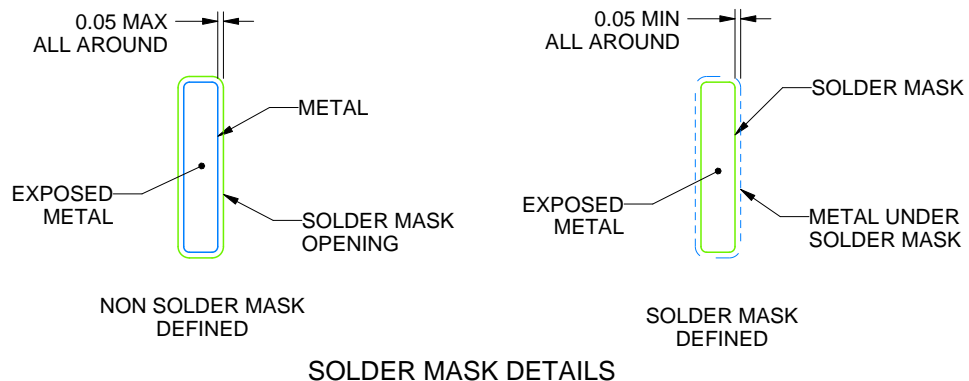 0.05 MAX
ALL AROUND
METAL
EXPOSED
METAL
SOLDER MASK
OPENING
NON SOLDER MASK
DEFINED
0.05 MIN
ALL AROUND
SOLDER MASK
EXPOSED
METAL
METAL UNDER
SOLDER MASK
SOLDER MASK
DEFINED
SOLDER MASK DETAILS